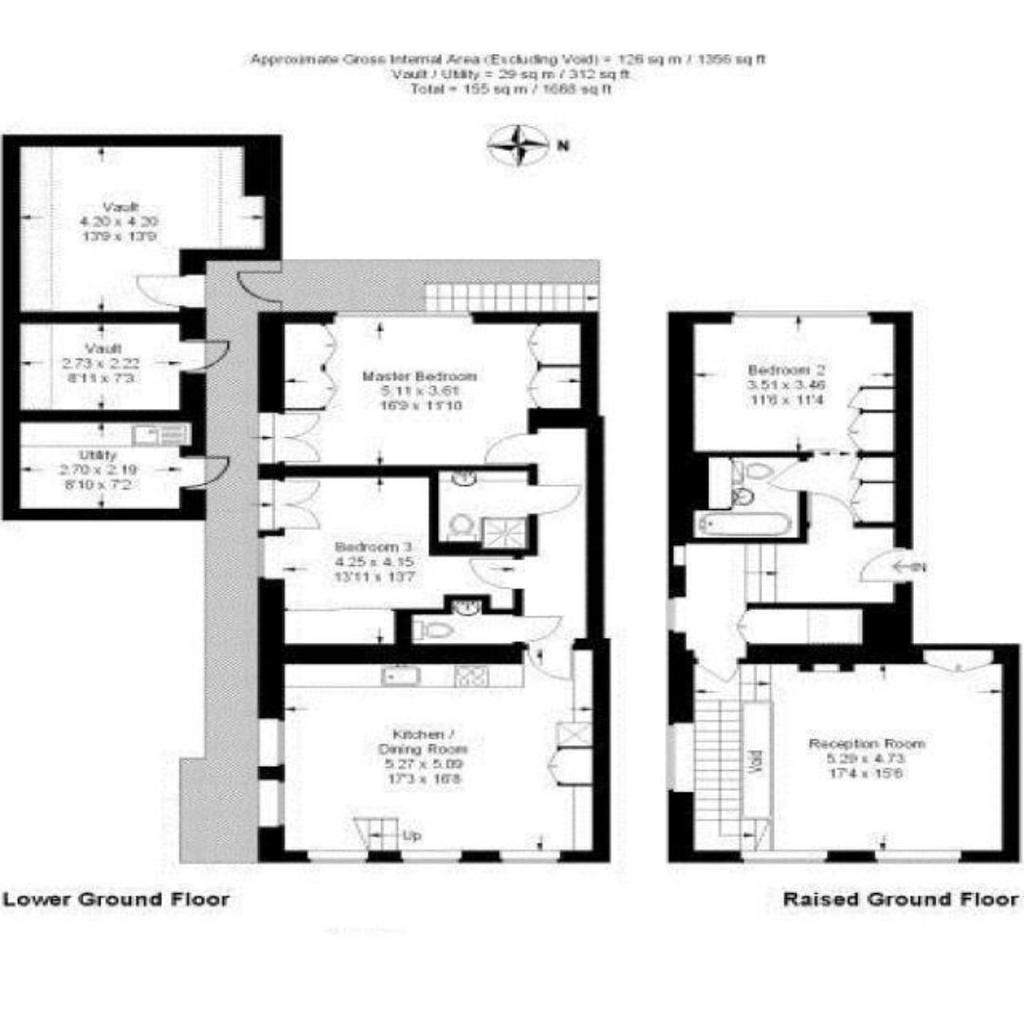 Approximate Gross Internal Area (Excluding Void) = 126 sq m / 1356 sq ft
Vault / Utility = 29 sq m / 312 sq ft
Total = 155 sq m / 1668 sq ft
N
Vault
4.20 x 4.20
13'9 x 13'9
Vault
2.73 x 2.22
8'11 x 7'3
Utility
2.70 x 2.19
8'10 x 7'2
Master Bedroom
5.11 x 3.61
16'9 x 11'10
Bedroom 3
4.25 x 4.15
13'11 x 13'7
Kitchen /
Dining Room
5.27 x 5.09
17'3 x 16'8
Up
Bedroom 2
3.51 x 3.46
11'6 x 11'4
IN
Reception Room
5.29 x 4.73
17'4 x 15'6
Void
Lower Ground Floor
Raised Ground Floor